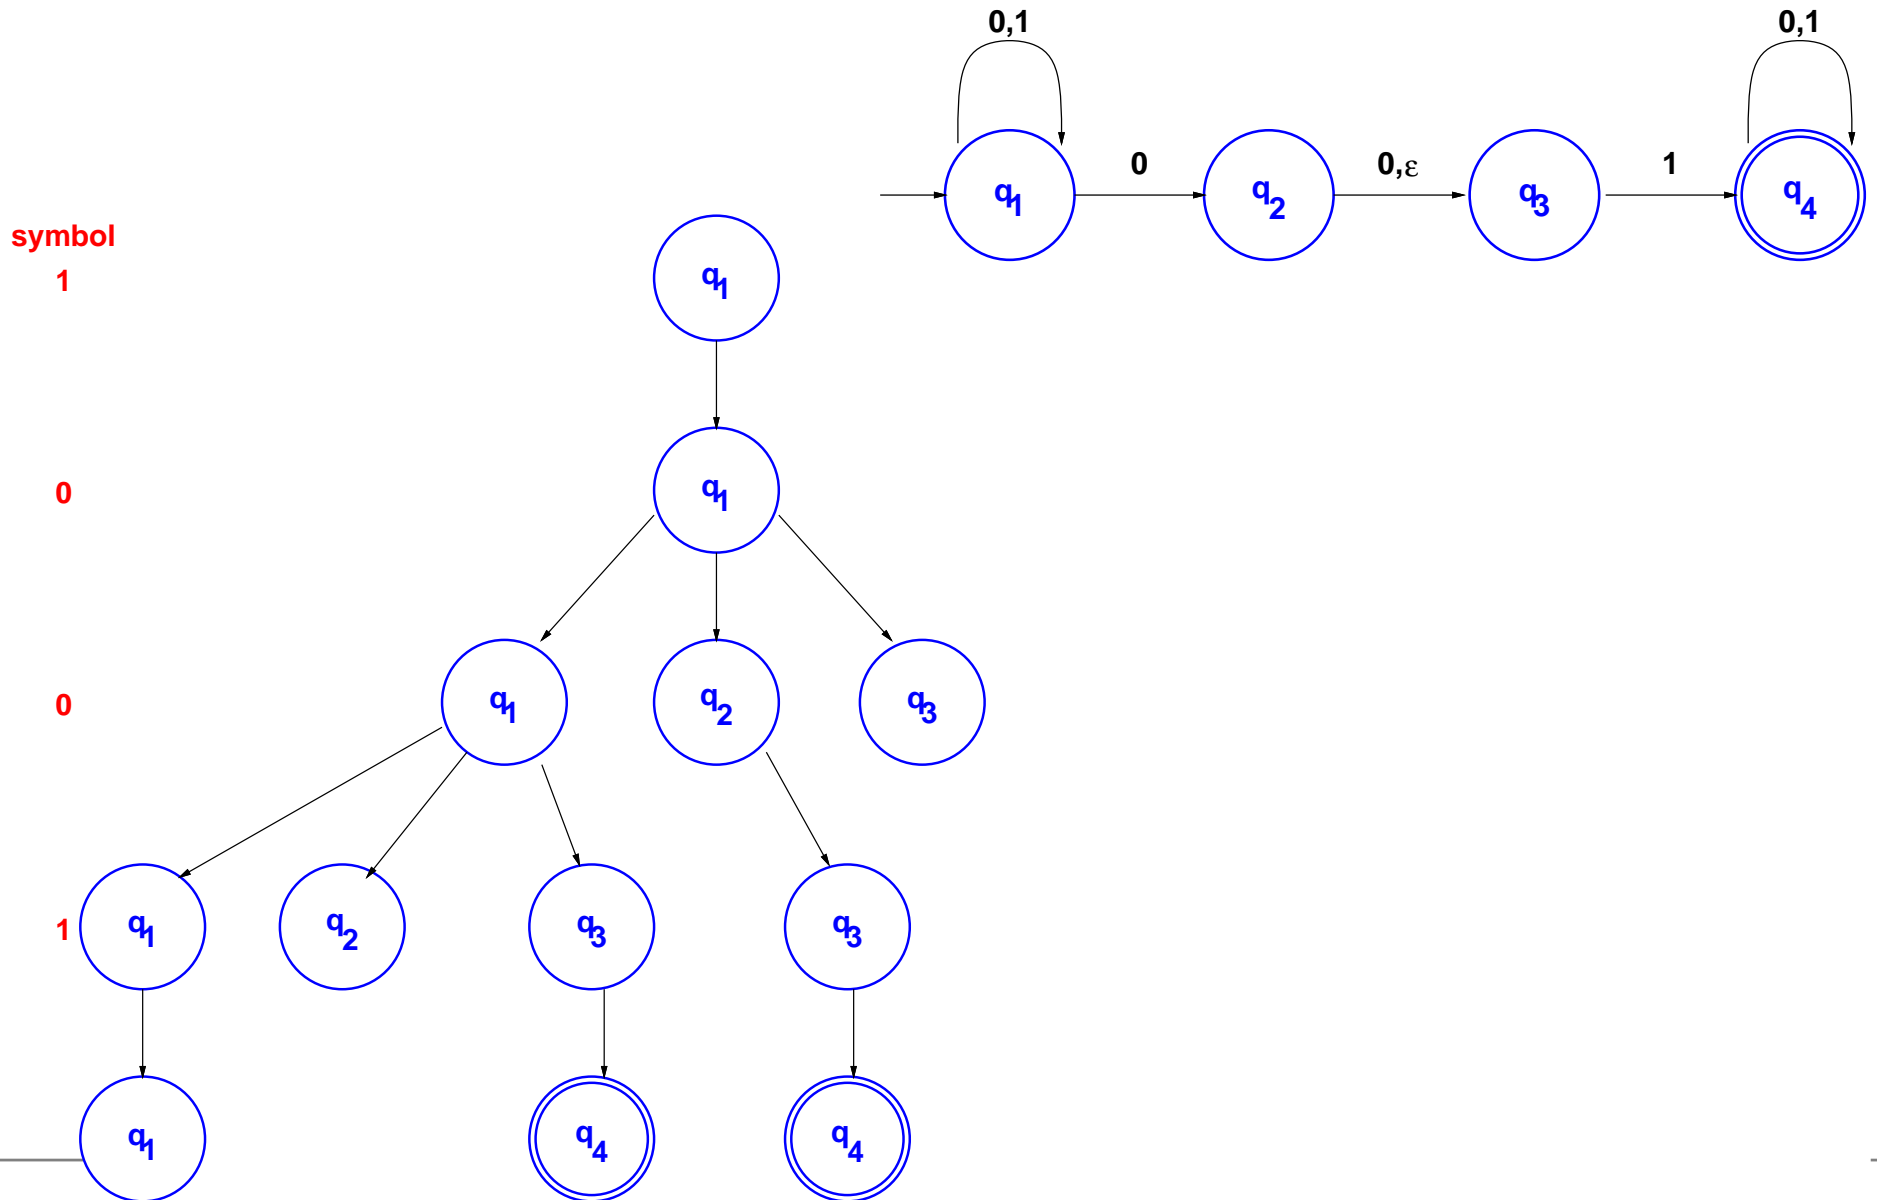 0,1 0,1
q1 0 q2 0,ε q3 1 q4
symbol
1 q1
0 q1
0 q1 q2 q3
1 q1 q2 q3 q3
q1 q4 q4